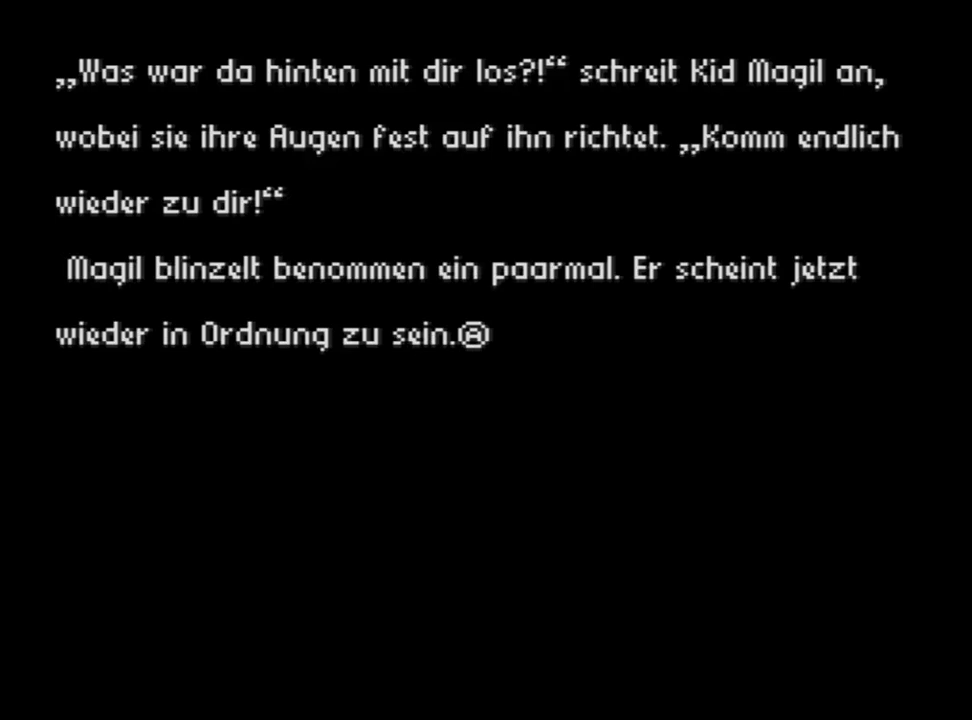 „Was war da hinten mit dir los?!“ schreit Kid Magil an,
wobei sie ihre Augen fest auf ihn richtet. „Komm endlich
wieder zu dir!“
Magil blinzelt benommen ein paarmal. Er scheint jetzt
wieder in Ordnung zu sein.